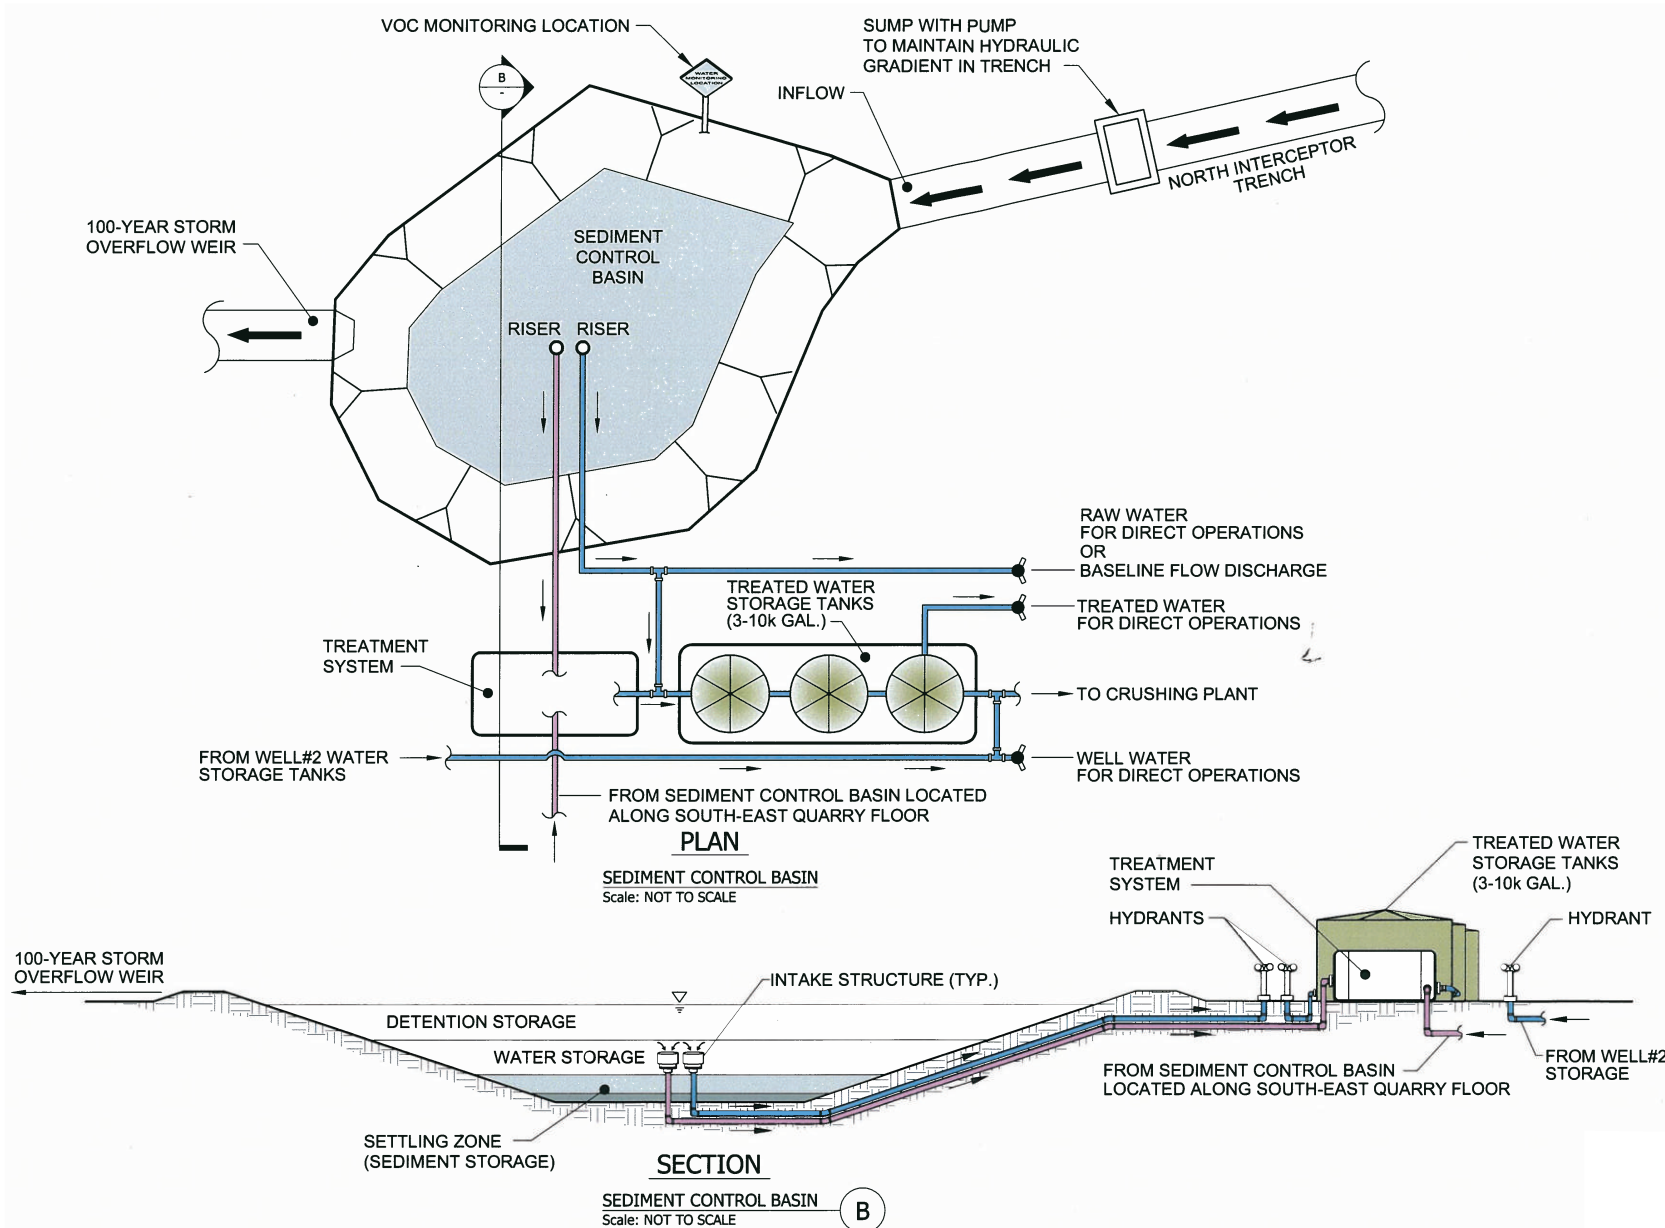 VOC MONITORING LOCATION
SUMP WITH PUMP
TO MAINTAIN HYDRAULIC
GRADIENT IN TRENCH
INFLOW
B
-
WATER
MONITORING
LOCATION
NORTH INTERCEPTOR
TRENCH
100-YEAR STORM
OVERFLOW WEIR
SEDIMENT
CONTROL
BASIN
RISER
RISER
RAW WATER
FOR DIRECT OPERATIONS
OR
BASELINE FLOW DISCHARGE
TREATED WATER
STORAGE TANKS
(3-10k GAL.)
TREATED WATER
FOR DIRECT OPERATIONS
TREATMENT
SYSTEM
TO CRUSHING PLANT
FROM WELL#2 WATER
STORAGE TANKS
WELL WATER
FOR DIRECT OPERATIONS
FROM SEDIMENT CONTROL BASIN LOCATED
ALONG SOUTH-EAST QUARRY FLOOR
PLAN
SEDIMENT CONTROL BASIN
Scale: NOT TO SCALE
TREATED WATER
STORAGE TANKS
(3-10k GAL.)
TREATMENT
SYSTEM
HYDRANTS
HYDRANT
100-YEAR STORM
OVERFLOW WEIR
INTAKE STRUCTURE (TYP.)
DETENTION STORAGE
WATER STORAGE
FROM WELL#2
STORAGE
FROM SEDIMENT CONTROL BASIN
LOCATED ALONG SOUTH-EAST QUARRY FLOOR
SETTLING ZONE
(SEDIMENT STORAGE)
SECTION
SEDIMENT CONTROL BASIN
Scale: NOT TO SCALE
B